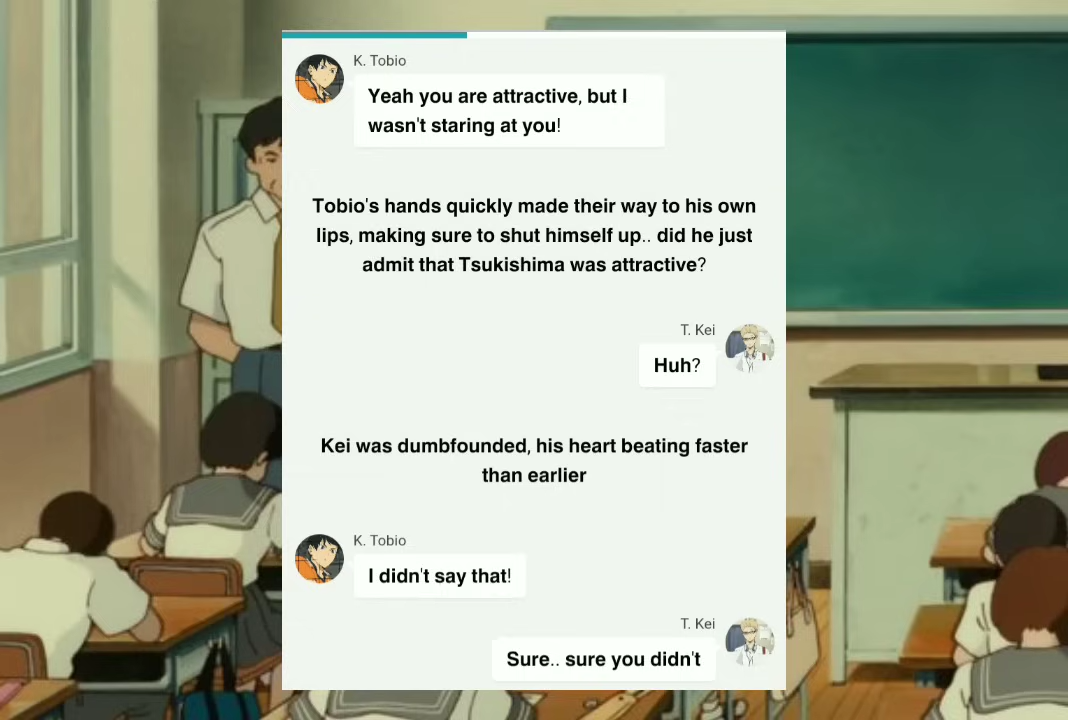 K. Tobio
Yeah you are attractive, but I
wasn't staring at you!
Tobio's hands quickly made their way to his own
lips, making sure to shut himself up.. did he just
admit that Tsukishima was attractive?
T. Kei
Huh?
Kei was dumbfounded, his heart beating faster
than earlier
K. Tobio
I didn't say that!
T. Kei
Sure.. sure you didn't